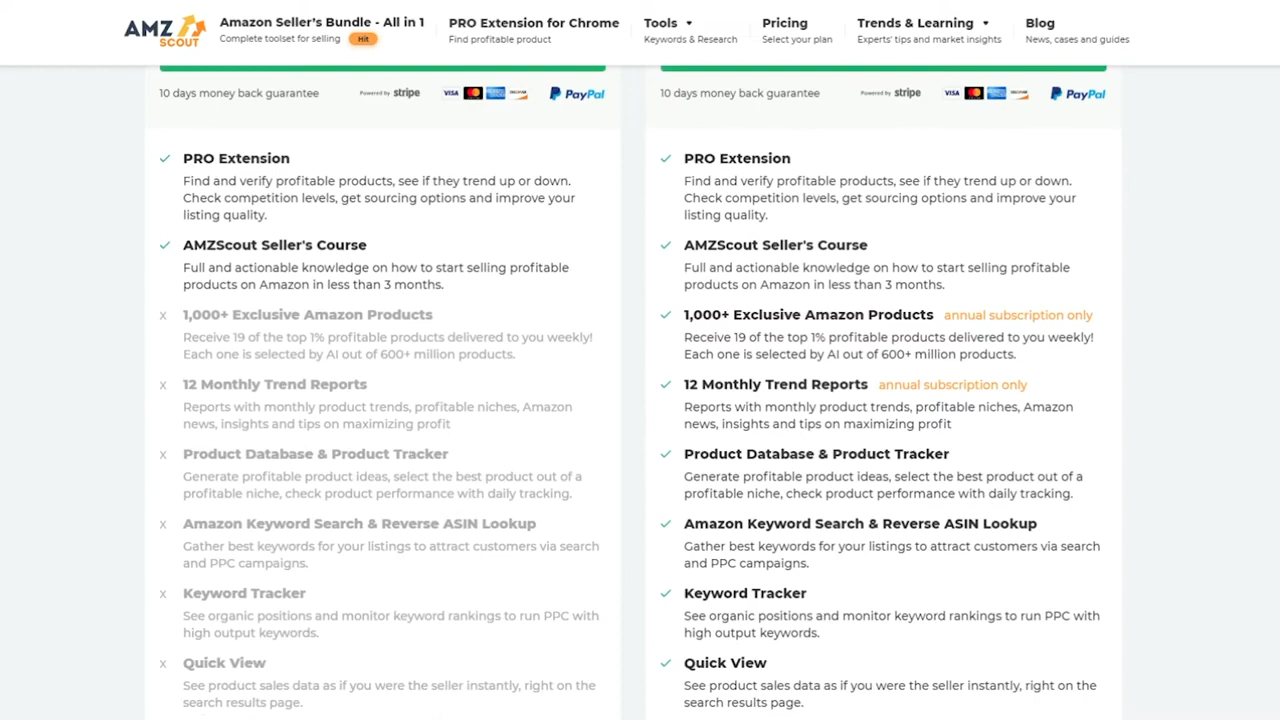 AMZ SCOUT
Amazon Seller's Bundle - All in 1
Complete toolset for selling Hit
PRO Extension for Chrome
Find profitable product
Tools
Keywords & Research
Pricing
Select your plan
Trends & Learning
Experts' tips and market insights
Blog
News, cases and guides
10 days money back guarantee Powered by stripe VISA PayPal
PRO Extension
Find and verify profitable products, see if they trend up or down.
Check competition levels, get sourcing options and improve your
listing quality.
AMZScout Seller's Course
Full and actionable knowledge on how to start selling profitable
products on Amazon in less than 3 months.
x 1,000+ Exclusive Amazon Products
Receive 19 of the top 1% profitable products delivered to you weekly!
Each one is selected by AI out of 600+ million products.
x 12 Monthly Trend Reports
Reports with monthly product trends, profitable niches, Amazon
news, insights and tips on maximizing profit
x Product Database & Product Tracker
Generate profitable product ideas, select the best product out of a
profitable niche, check product performance with daily tracking.
x Amazon Keyword Search & Reverse ASIN Lookup
Gather best keywords for your listings to attract customers via search
and PPC campaigns.
x Keyword Tracker
See organic positions and monitor keyword rankings to run PPC with
high output keywords.
x Quick View
See product sales data as if you were the seller instantly, right on the
search results page.
10 days money back guarantee Powered by stripe VISA PayPal
PRO Extension
Find and verify profitable products, see if they trend up or down.
Check competition levels, get sourcing options and improve your
listing quality.
AMZScout Seller's Course
Full and actionable knowledge on how to start selling profitable
products on Amazon in less than 3 months.
1,000+ Exclusive Amazon Products annual subscription only
Receive 19 of the top 1% profitable products delivered to you weekly!
Each one is selected by AI out of 600+ million products.
12 Monthly Trend Reports annual subscription only
Reports with monthly product trends, profitable niches, Amazon
news, insights and tips on maximizing profit
Product Database & Product Tracker
Generate profitable product ideas, select the best product out of a
profitable niche, check product performance with daily tracking.
Amazon Keyword Search & Reverse ASIN Lookup
Gather best keywords for your listings to attract customers via search
and PPC campaigns.
Keyword Tracker
See organic positions and monitor keyword rankings to run PPC with
high output keywords.
Quick View
See product sales data as if you were the seller instantly, right on the
search results page.